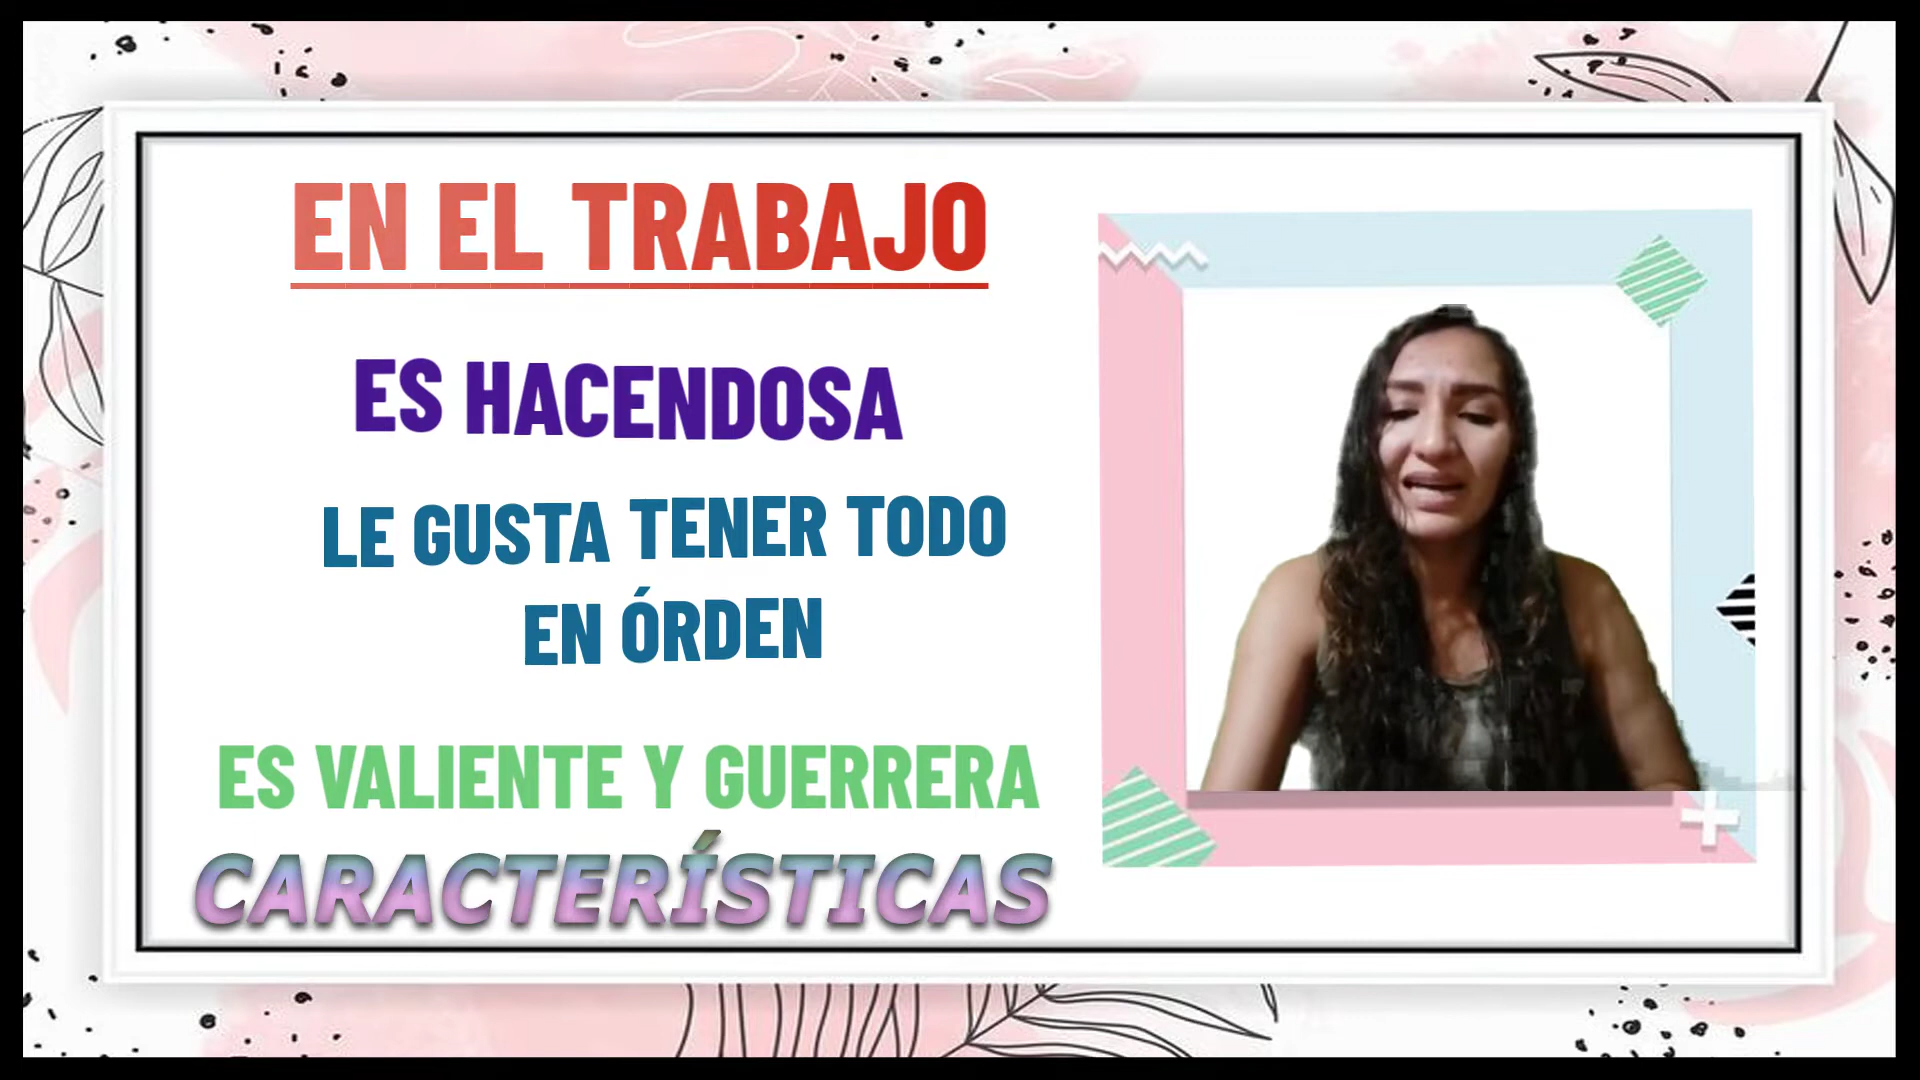 EN EL TRABAJO
ES HACENDOSA
LE GUSTA TENER TODO
EN ÓRDEN
ES VALIENTE Y GUERRERA
CARACTERÍSTICAS